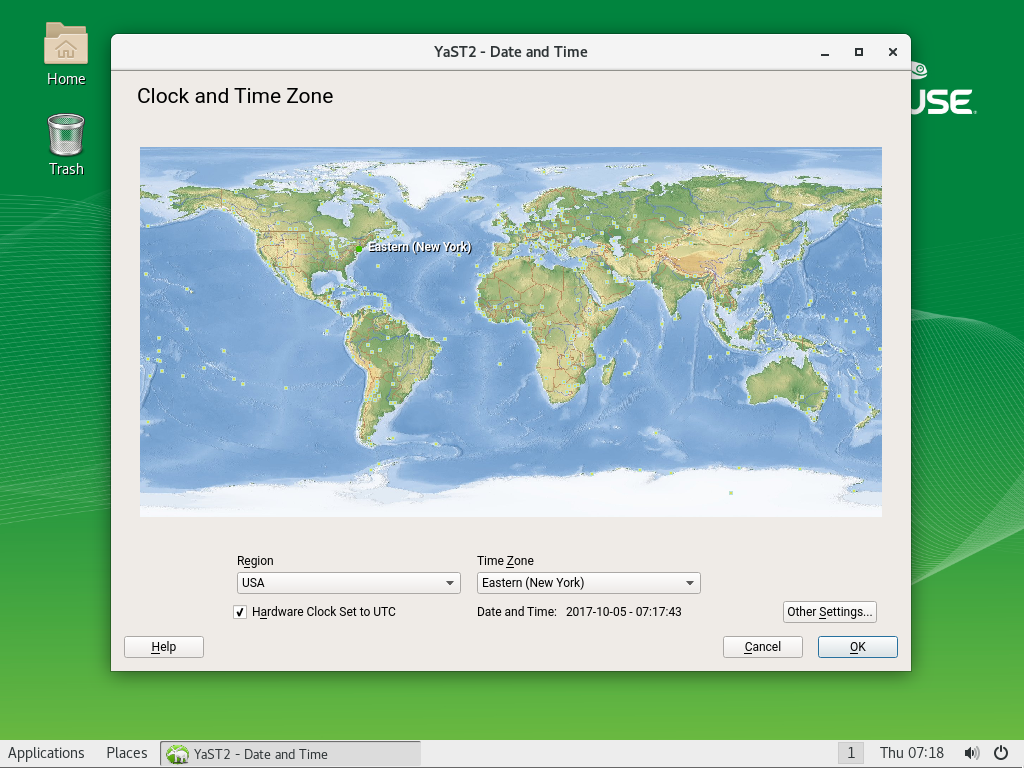 Home
Trash
YaST2 - Date and Time
USE
Clock and Time Zone
Eastern (New York)
Region
Time Zone
USA
Eastern (New York)
Hardware Clock Set to UTC
Date and Time: 2017-10-05 - 07:17:43
Other Settings...
Help
Cancel
OK
Applications
Places
YaST2 - Date and Time
1
Thu 07:18